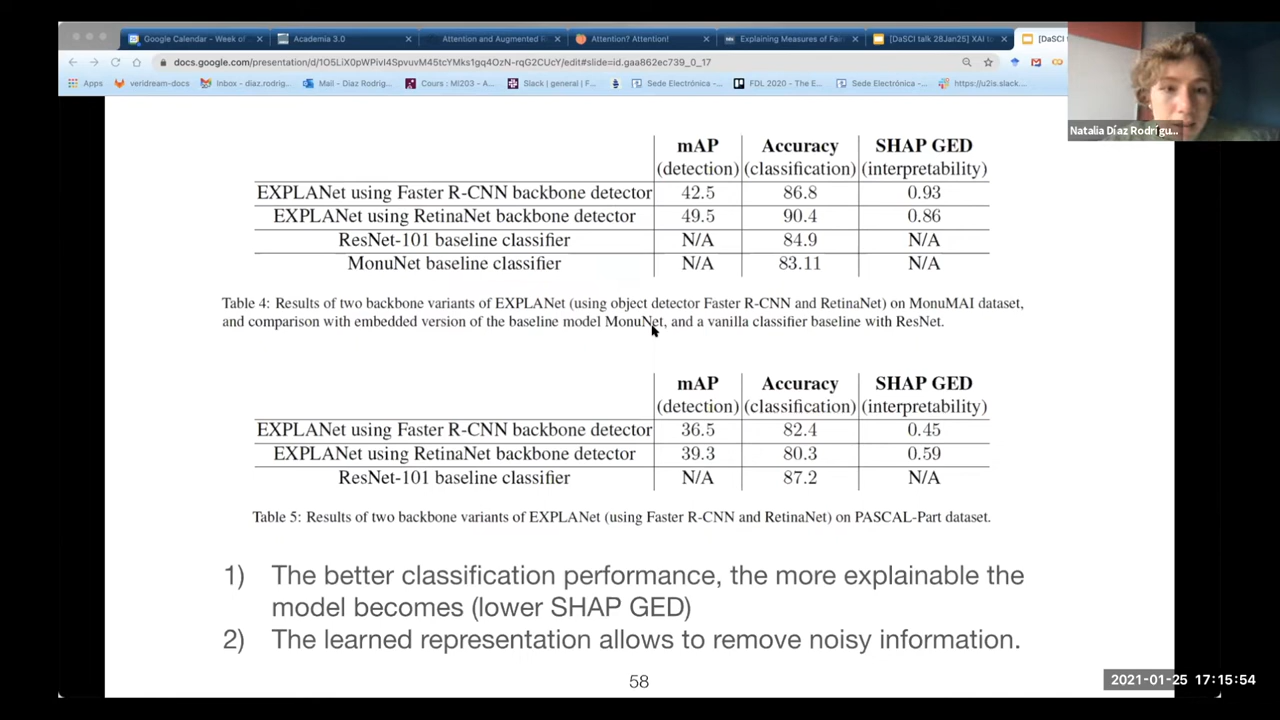 Google Calendar - Week of
Academia 3.0
Attention and Augmented R
Attention? Attention!
Explaining Measures of Fai
[DaSCI talk 28Jan25] XAI to
[DaSCI
docs.google.com/presentation/d/1O5LiX0pWPivI4SpvuvM45tcYMks1gq4OzN-rqG2CUcY/edit#slide=id.gaa862ec739_0_17
Apps
veridream-docs
Inbox - diaz.rodrig...
Mail - Díaz Rodríg...
Cours : MI203 - A...
Slack | general | F...
Sede Electrónica -...
FDL 2020 - The E...
Sede Electrónica -...
https://u2is.slack...
Natalia Díaz Rodrígu...
mAP Accuracy SHAP GED
(detection) (classification) (interpretability)
EXPLANet using Faster R-CNN backbone detector 42.5 86.8 0.93
EXPLANet using RetinaNet backbone detector 49.5 90.4 0.86
ResNet-101 baseline classifier N/A 84.9 N/A
MonuNet baseline classifier N/A 83.11 N/A
Table 4: Results of two backbone variants of EXPLANet (using object detector Faster R-CNN and RetinaNet) on MonuMAI dataset,
and comparison with embedded version of the baseline model MonuNet, and a vanilla classifier baseline with ResNet.
mAP Accuracy SHAP GED
(detection) (classification) (interpretability)
EXPLANet using Faster R-CNN backbone detector 36.5 82.4 0.45
EXPLANet using RetinaNet backbone detector 39.3 80.3 0.59
ResNet-101 baseline classifier N/A 87.2 N/A
Table 5: Results of two backbone variants of EXPLANet (using Faster R-CNN and RetinaNet) on PASCAL-Part dataset.
1) The better classification performance, the more explainable the
model becomes (lower SHAP GED)
2) The learned representation allows to remove noisy information.
58
2021-01-25 17:15:54